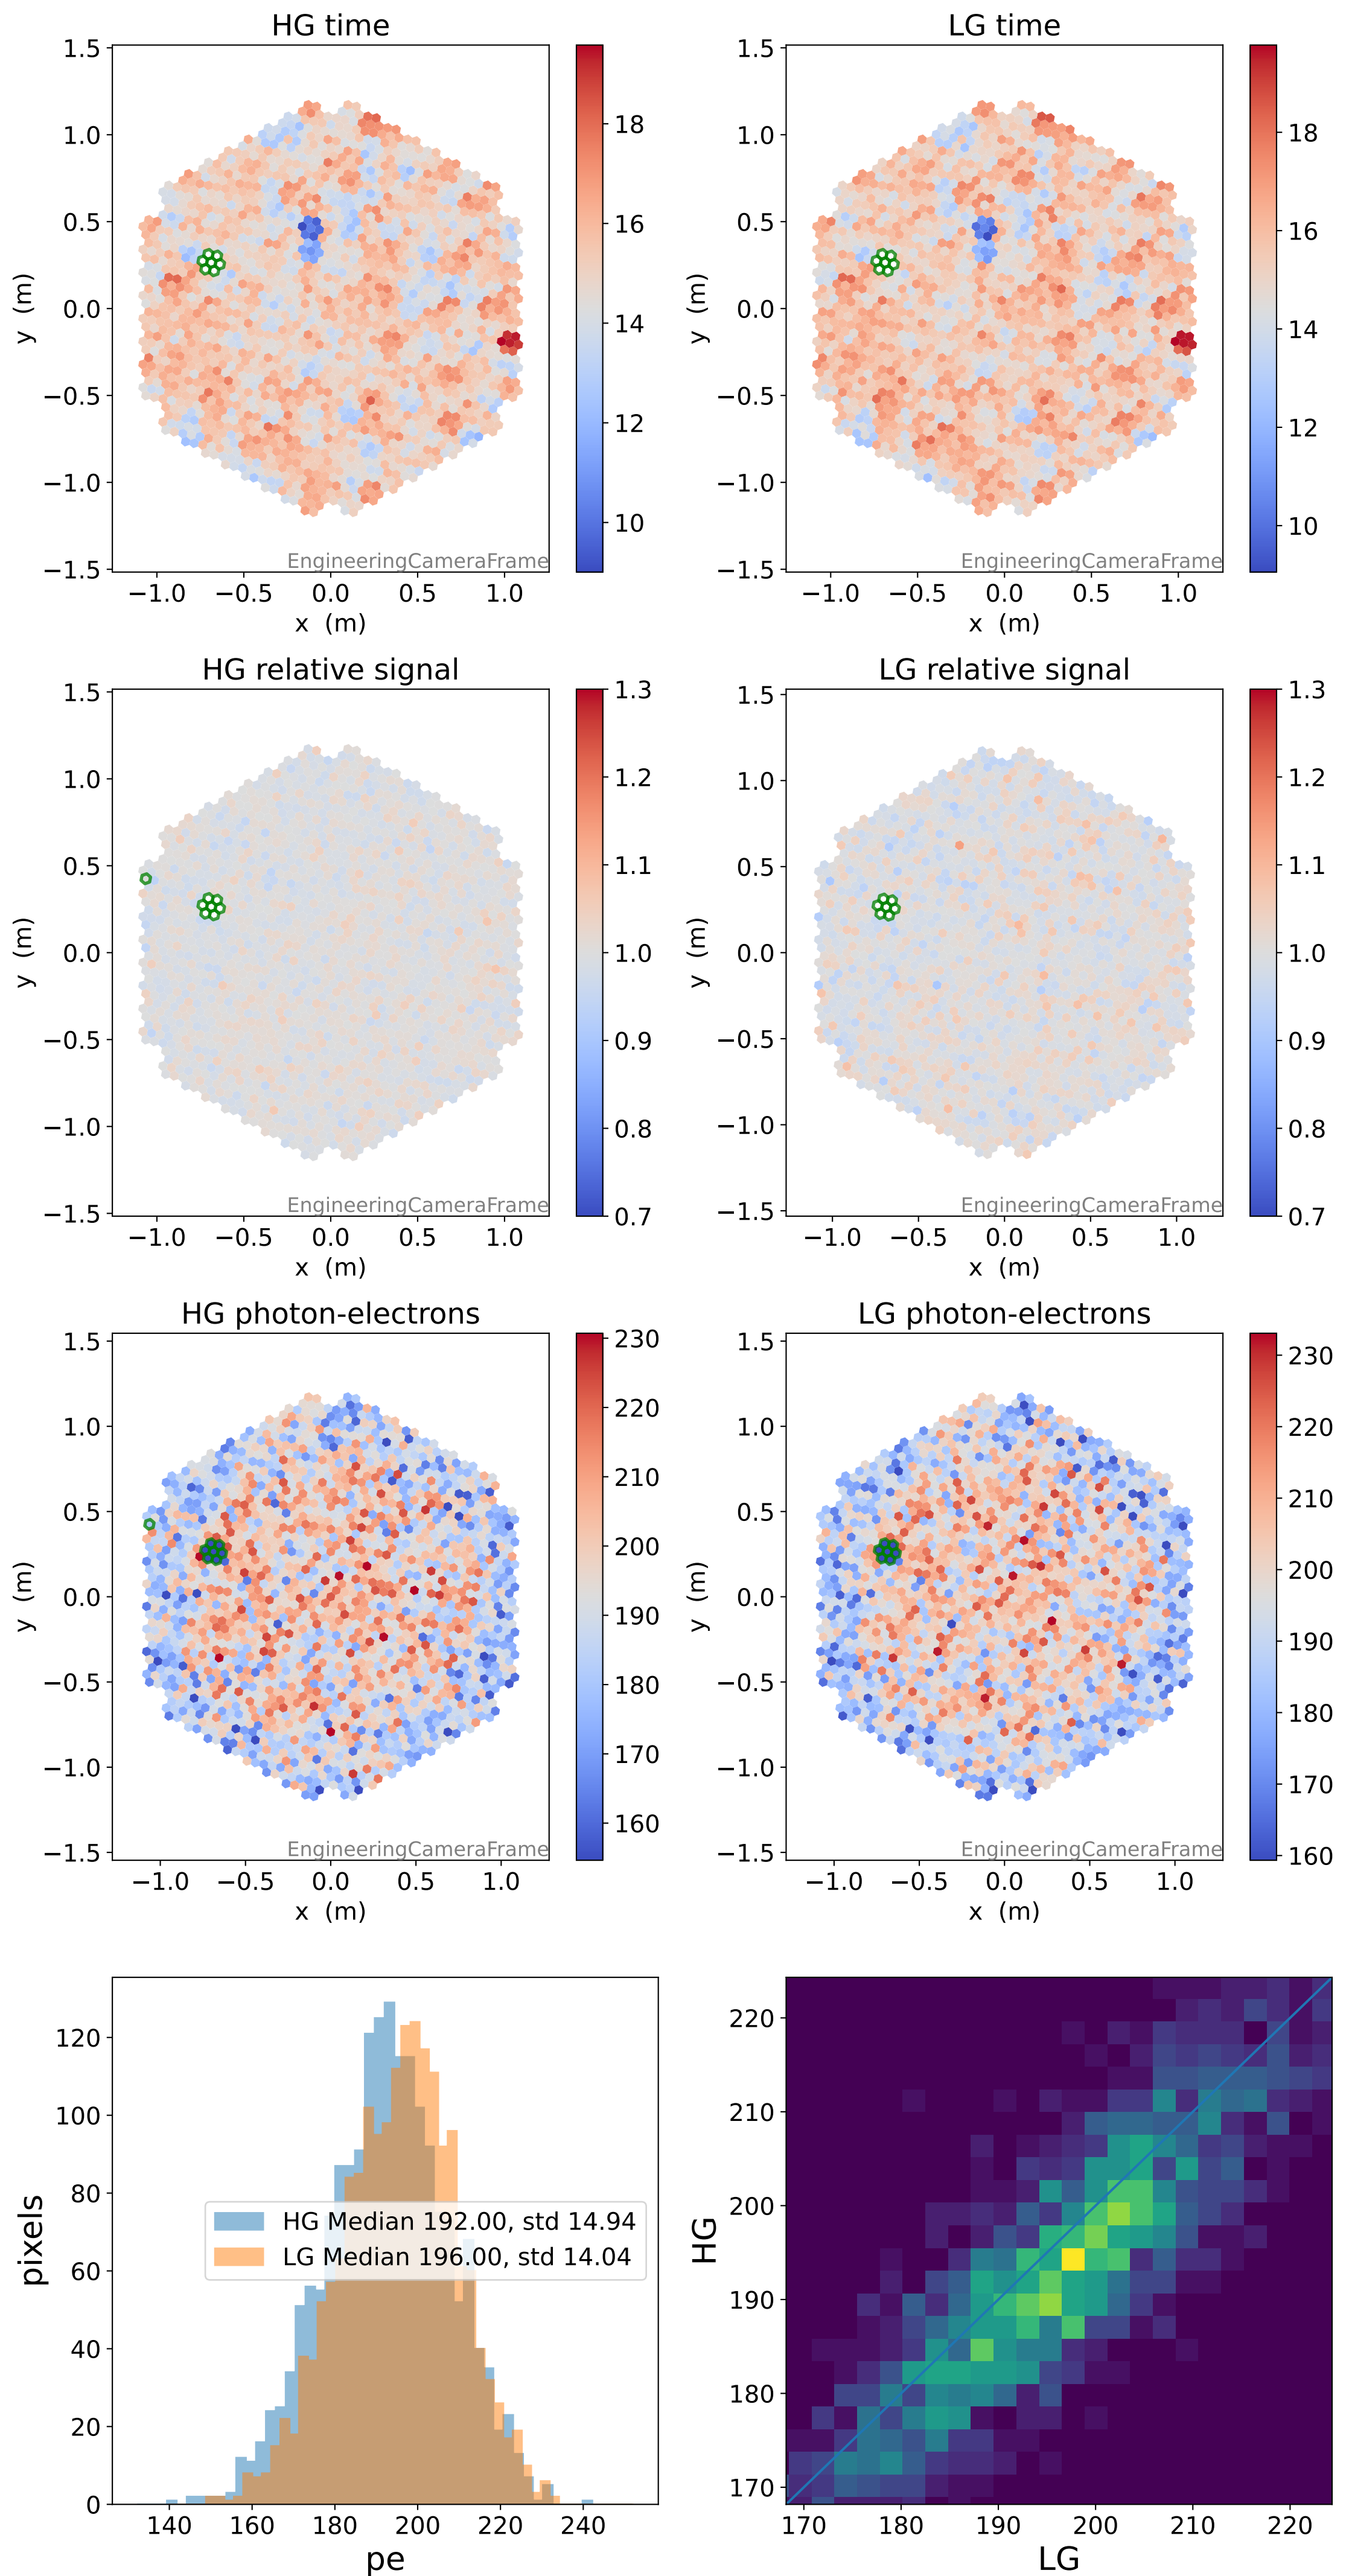 HG time
LG time
1.5
1.0
0.5
0.0
−0.5
−1.0
−1.5
y (m)
−1.0 −0.5 0.0 0.5 1.0
x (m)
EngineeringCameraFrame
18
16
14
12
10
1.5
1.0
0.5
0.0
−0.5
−1.0
−1.5
y (m)
−1.0 −0.5 0.0 0.5 1.0
x (m)
EngineeringCameraFrame
18
16
14
12
10
HG relative signal
LG relative signal
1.5
1.0
0.5
0.0
−0.5
−1.0
−1.5
y (m)
−1.0 −0.5 0.0 0.5 1.0
x (m)
EngineeringCameraFrame
1.3
1.2
1.1
1.0
0.9
0.8
0.7
1.5
1.0
0.5
0.0
−0.5
−1.0
−1.5
y (m)
−1.0 −0.5 0.0 0.5 1.0
x (m)
EngineeringCameraFrame
1.3
1.2
1.1
1.0
0.9
0.8
0.7
HG photon-electrons
LG photon-electrons
1.5
1.0
0.5
0.0
−0.5
−1.0
−1.5
y (m)
−1.0 −0.5 0.0 0.5 1.0
x (m)
EngineeringCameraFrame
230
220
210
200
190
180
170
160
1.5
1.0
0.5
0.0
−0.5
−1.0
−1.5
y (m)
−1.0 −0.5 0.0 0.5 1.0
x (m)
EngineeringCameraFrame
230
220
210
200
190
180
170
160
120
100
80
60
40
20
0
pixels
HG Median 192.00, std 14.94
LG Median 196.00, std 14.04
140 160 180 200 220 240
pe
220
210
200
190
180
170
HG
170 180 190 200 210 220
LG